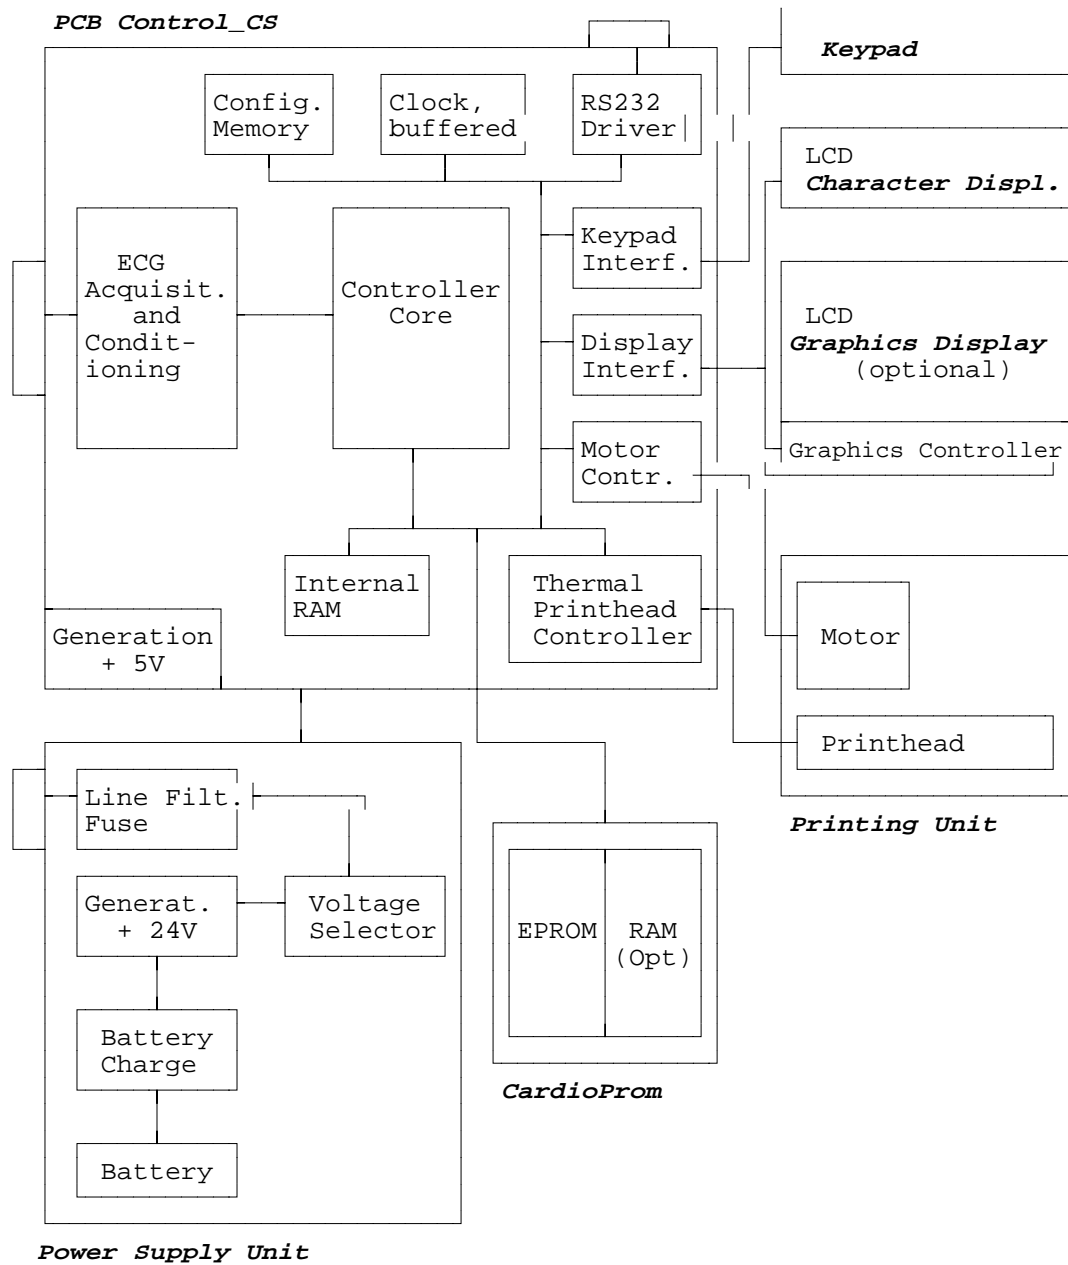 PCB Control_CS
Keypad
Config.
Memory
Clock,
buffered
RS232
Driver
LCD
Character Displ.
ECG
Acquisit.
and
Condit-
ioning
Controller
Core
Keypad
Interf.
Display
Interf.
LCD
Graphics Display
(optional)
Motor
Contr.
Graphics Controller
Internal
RAM
Thermal
Printhead
Controller
Generation
+ 5V
Motor
Printhead
Printing Unit
Line Filt.
Fuse
Generat.
+ 24V
Voltage
Selector
EPROM
RAM
(Opt)
Battery
Charge
CardioProm
Battery
Power Supply Unit